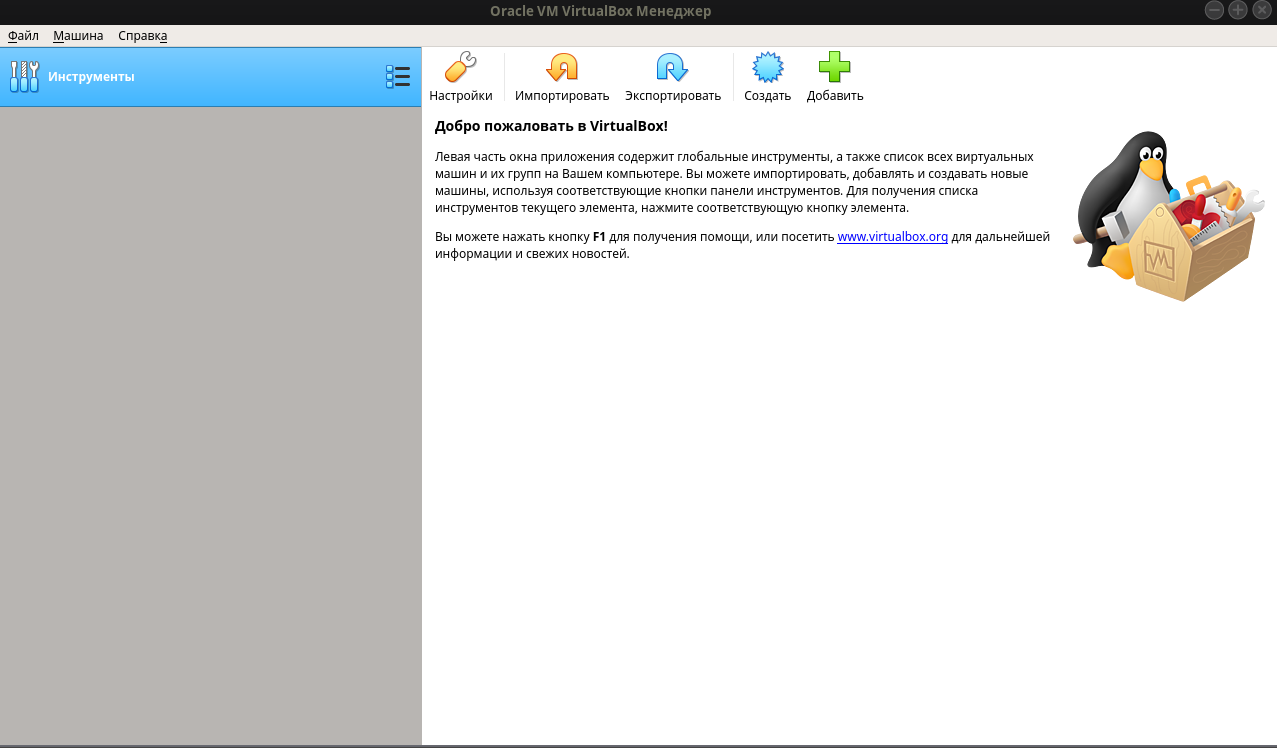 Oracle VM VirtualBox Менеджер
Файл Машина Справка
Инструменты
Настройки Импортировать Экспортировать Создать Добавить
Добро пожаловать в VirtualBox!
Левая часть окна приложения содержит глобальные инструменты, а также список всех виртуальных
машин и их групп на Вашем компьютере. Вы можете импортировать, добавлять и создавать новые
машины, используя соответствующие кнопки панели инструментов. Для получения списка
инструментов текущего элемента, нажмите соответствующую кнопку элемента.
Вы можете нажать кнопку F1 для получения помощи, или посетить www.virtualbox.org для дальнейшей
информации и свежих новостей.